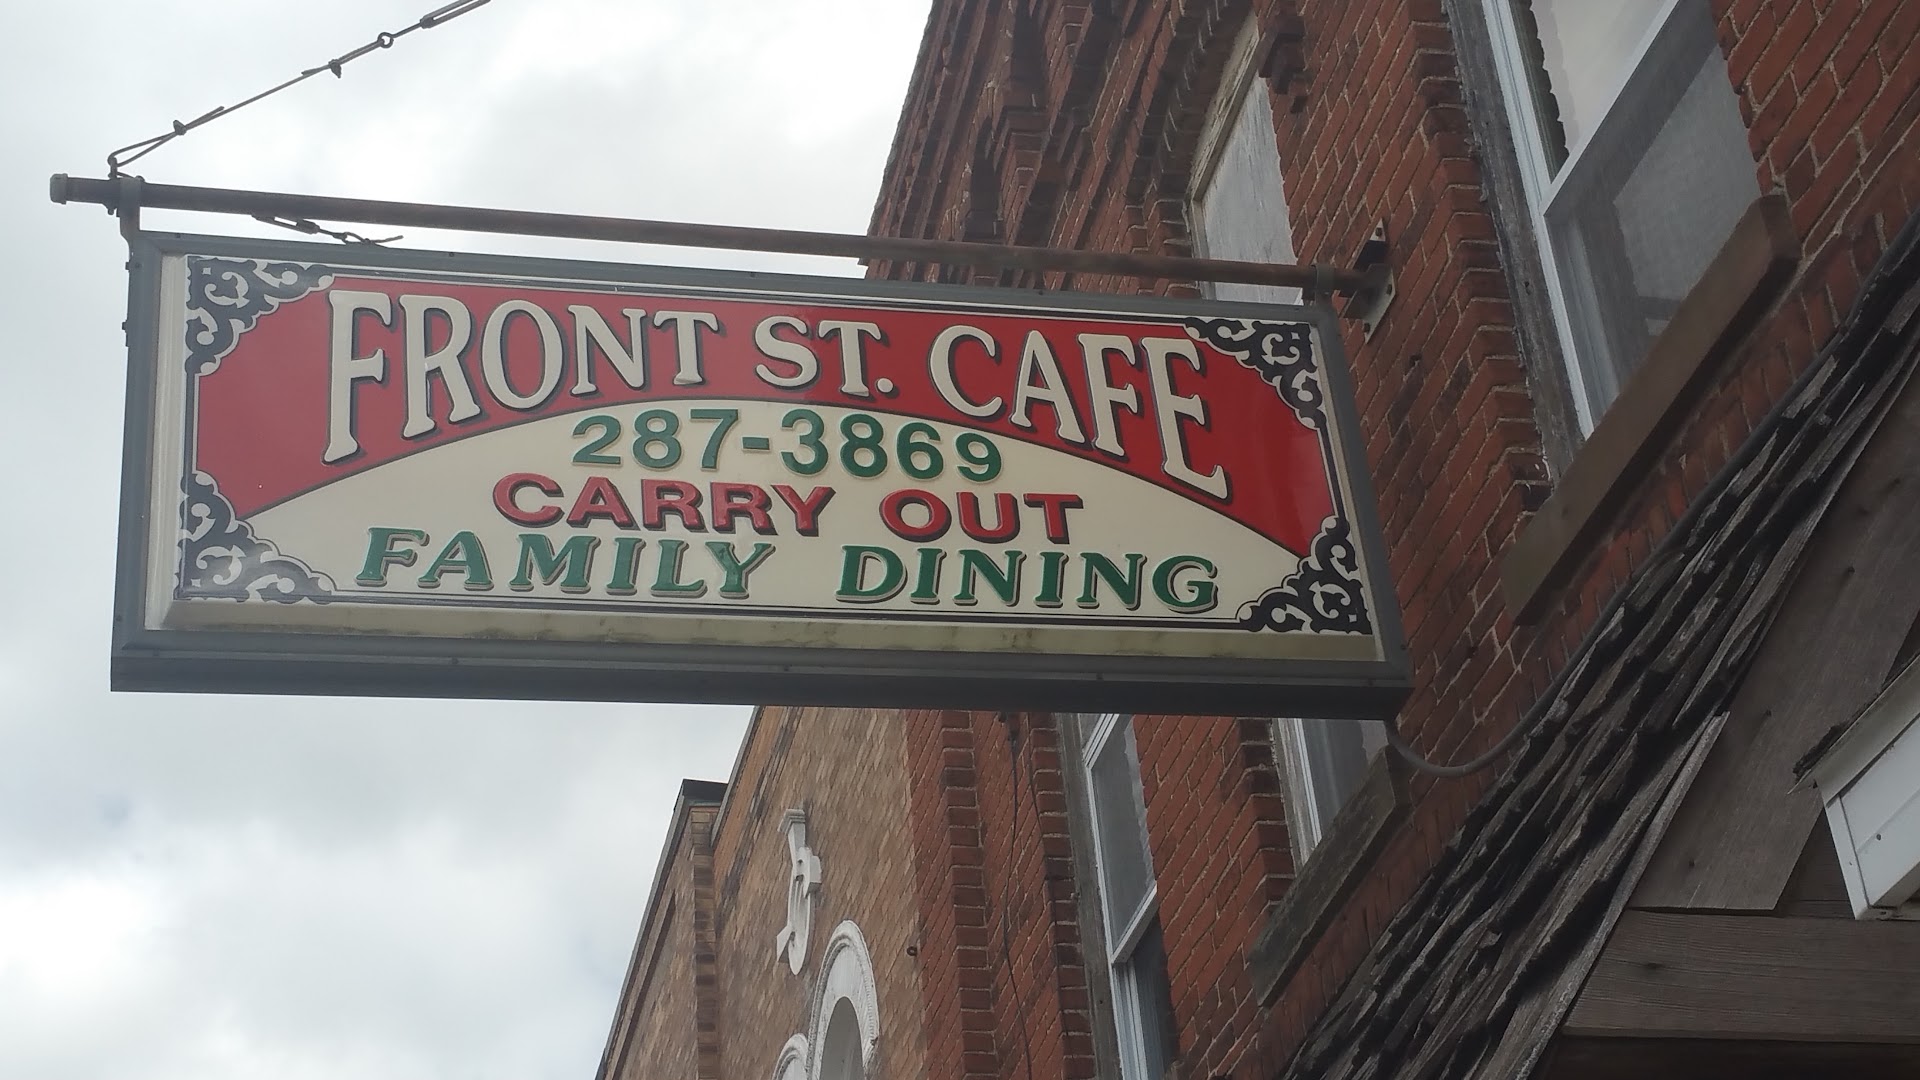 FRONT ST. CAFE
287-3869
CARRY OUT
FAMILY DINING